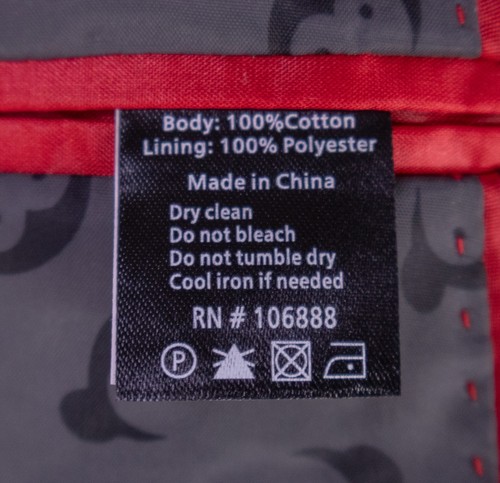 Body: 100%Cotton
Lining: 100% Polyester
Made in China
Dry clean
Do not bleach
Do not tumble dry
Cool iron if needed
RN # 106888
P